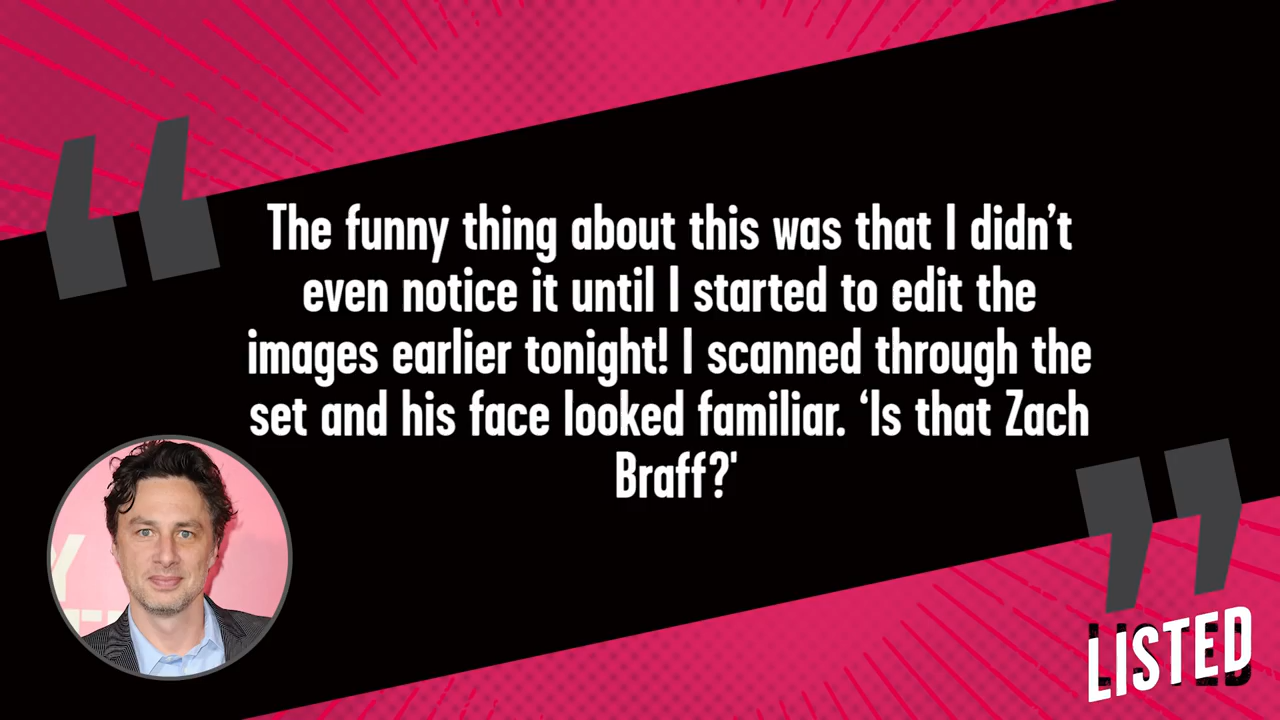 The funny thing about this was that I didn’t
even notice it until I started to edit the
images earlier tonight! I scanned through the
set and his face looked familiar. ‘Is that Zach
Braff?'
LISTED